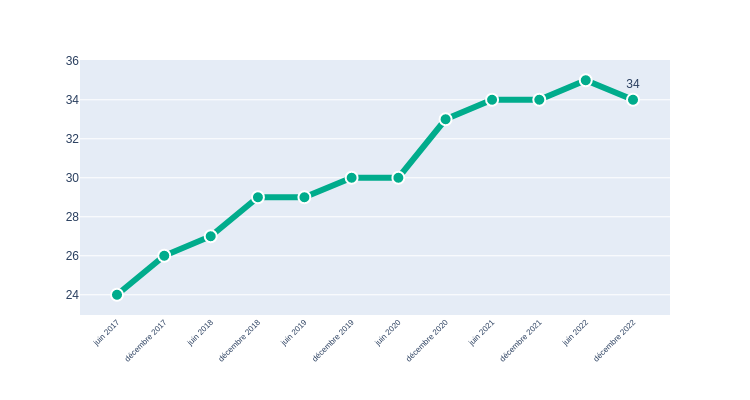 36
34
34
32
30
28
26
24
juin 2017
décembre 2017
juin 2018
décembre 2018
juin 2019
décembre 2019
juin 2020
décembre 2020
juin 2021
décembre 2021
juin 2022
décembre 2022